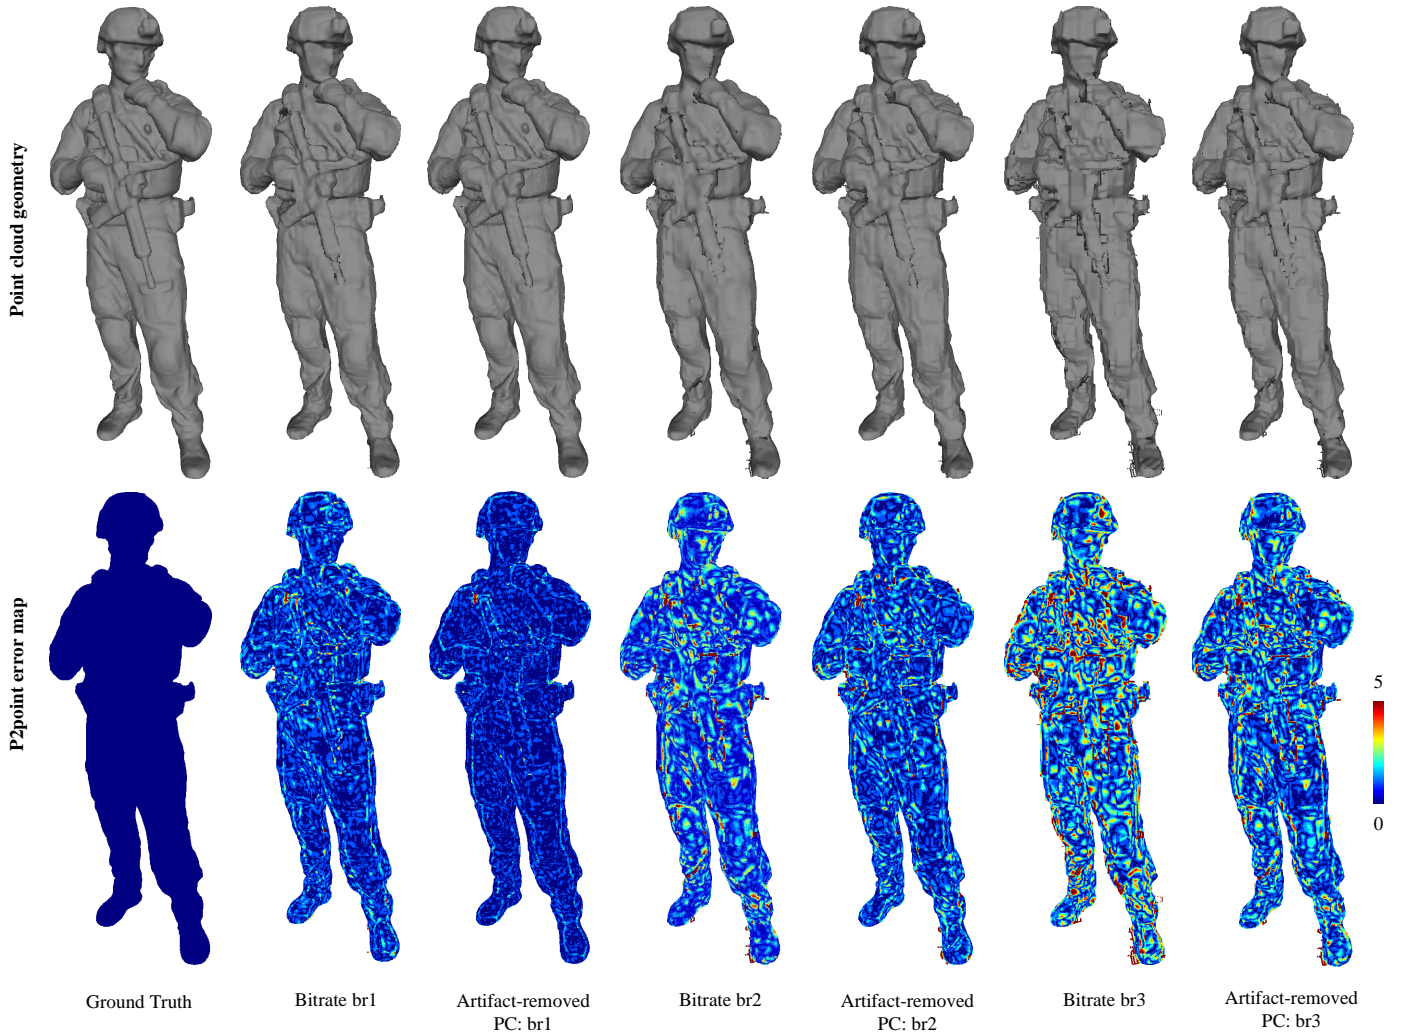 Point cloud geometry
P2point error map
5
0
Ground Truth
Bitrate br1
Artifact-removed
PC: br1
Bitrate br2
Artifact-removed
PC: br2
Bitrate br3
Artifact-removed
PC: br3